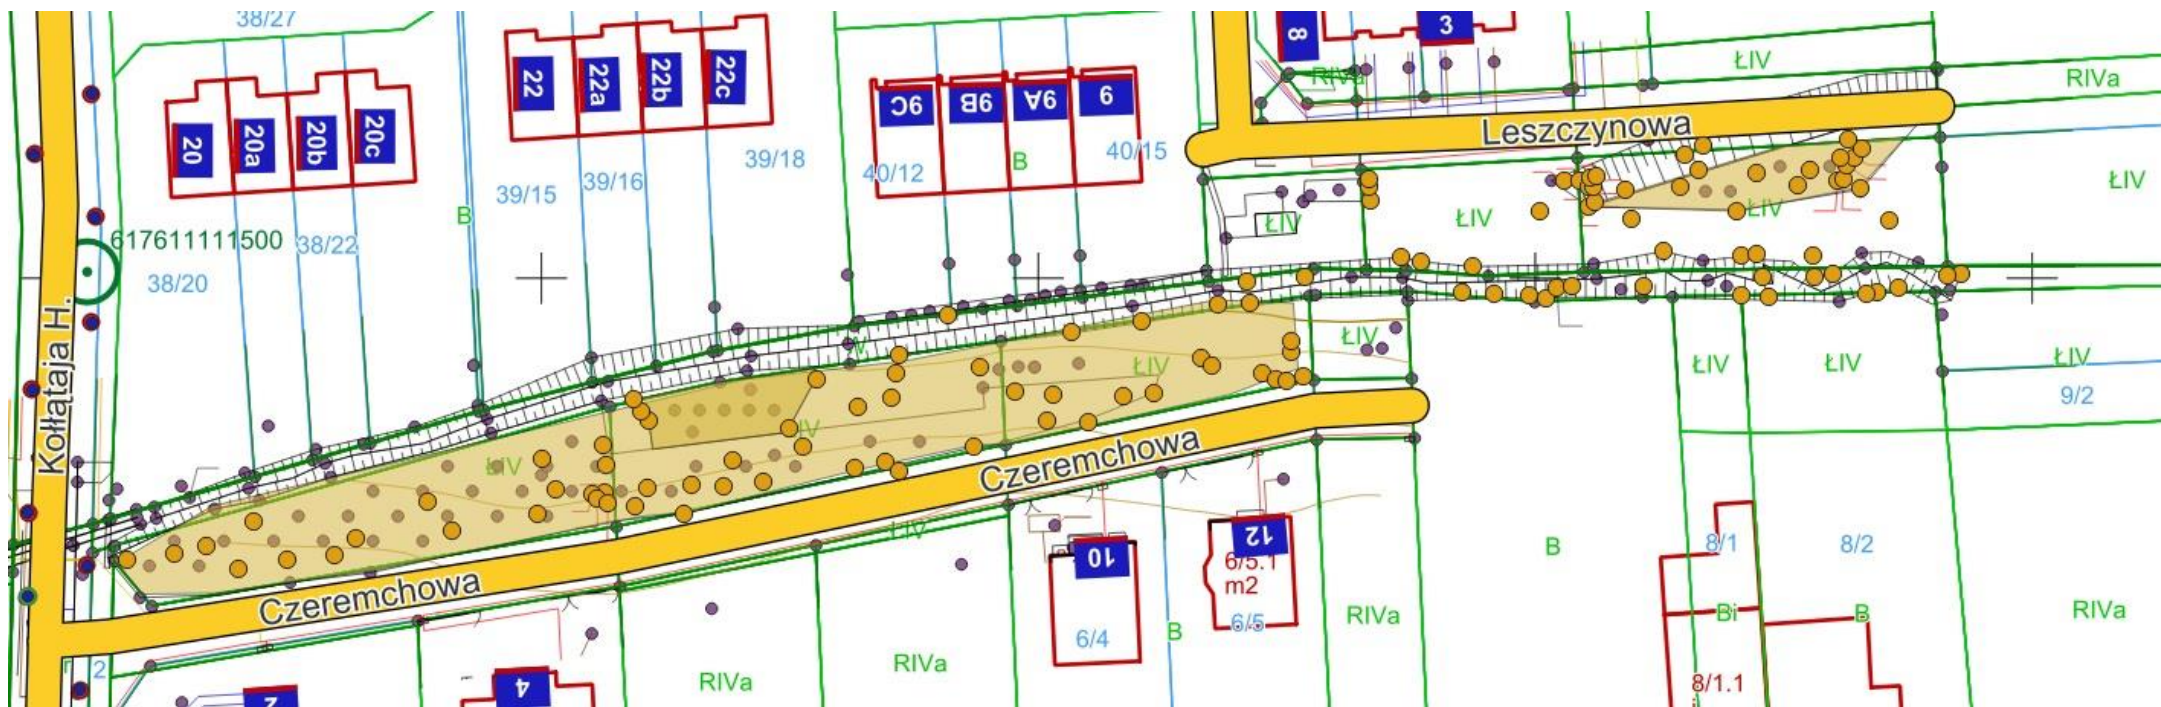 38/27
20
20a
20b
20c
22
22a
22b
22c
9C
9B
9A
9
8
3
RIVa
ŁIV
RIVa
Leszczynowa
39/15
39/16
39/18
40/12
B
40/15
ŁIV
B
617611111500
38/22
38/20
ŁIV
ŁIV
ŁIV
Kołłątaja H.
ŁIV
ŁIV
ŁIV
ŁIV
ŁIV
9/2
ŁIV
Czeremchowa
ŁIV
12
10
6/5.1
m2
B
8/1
8/2
Czeremchowa
6/4
B
6/5
RIVa
Bi
B
RIVa
2
RIVa
RIVa
2
4
8/1.1